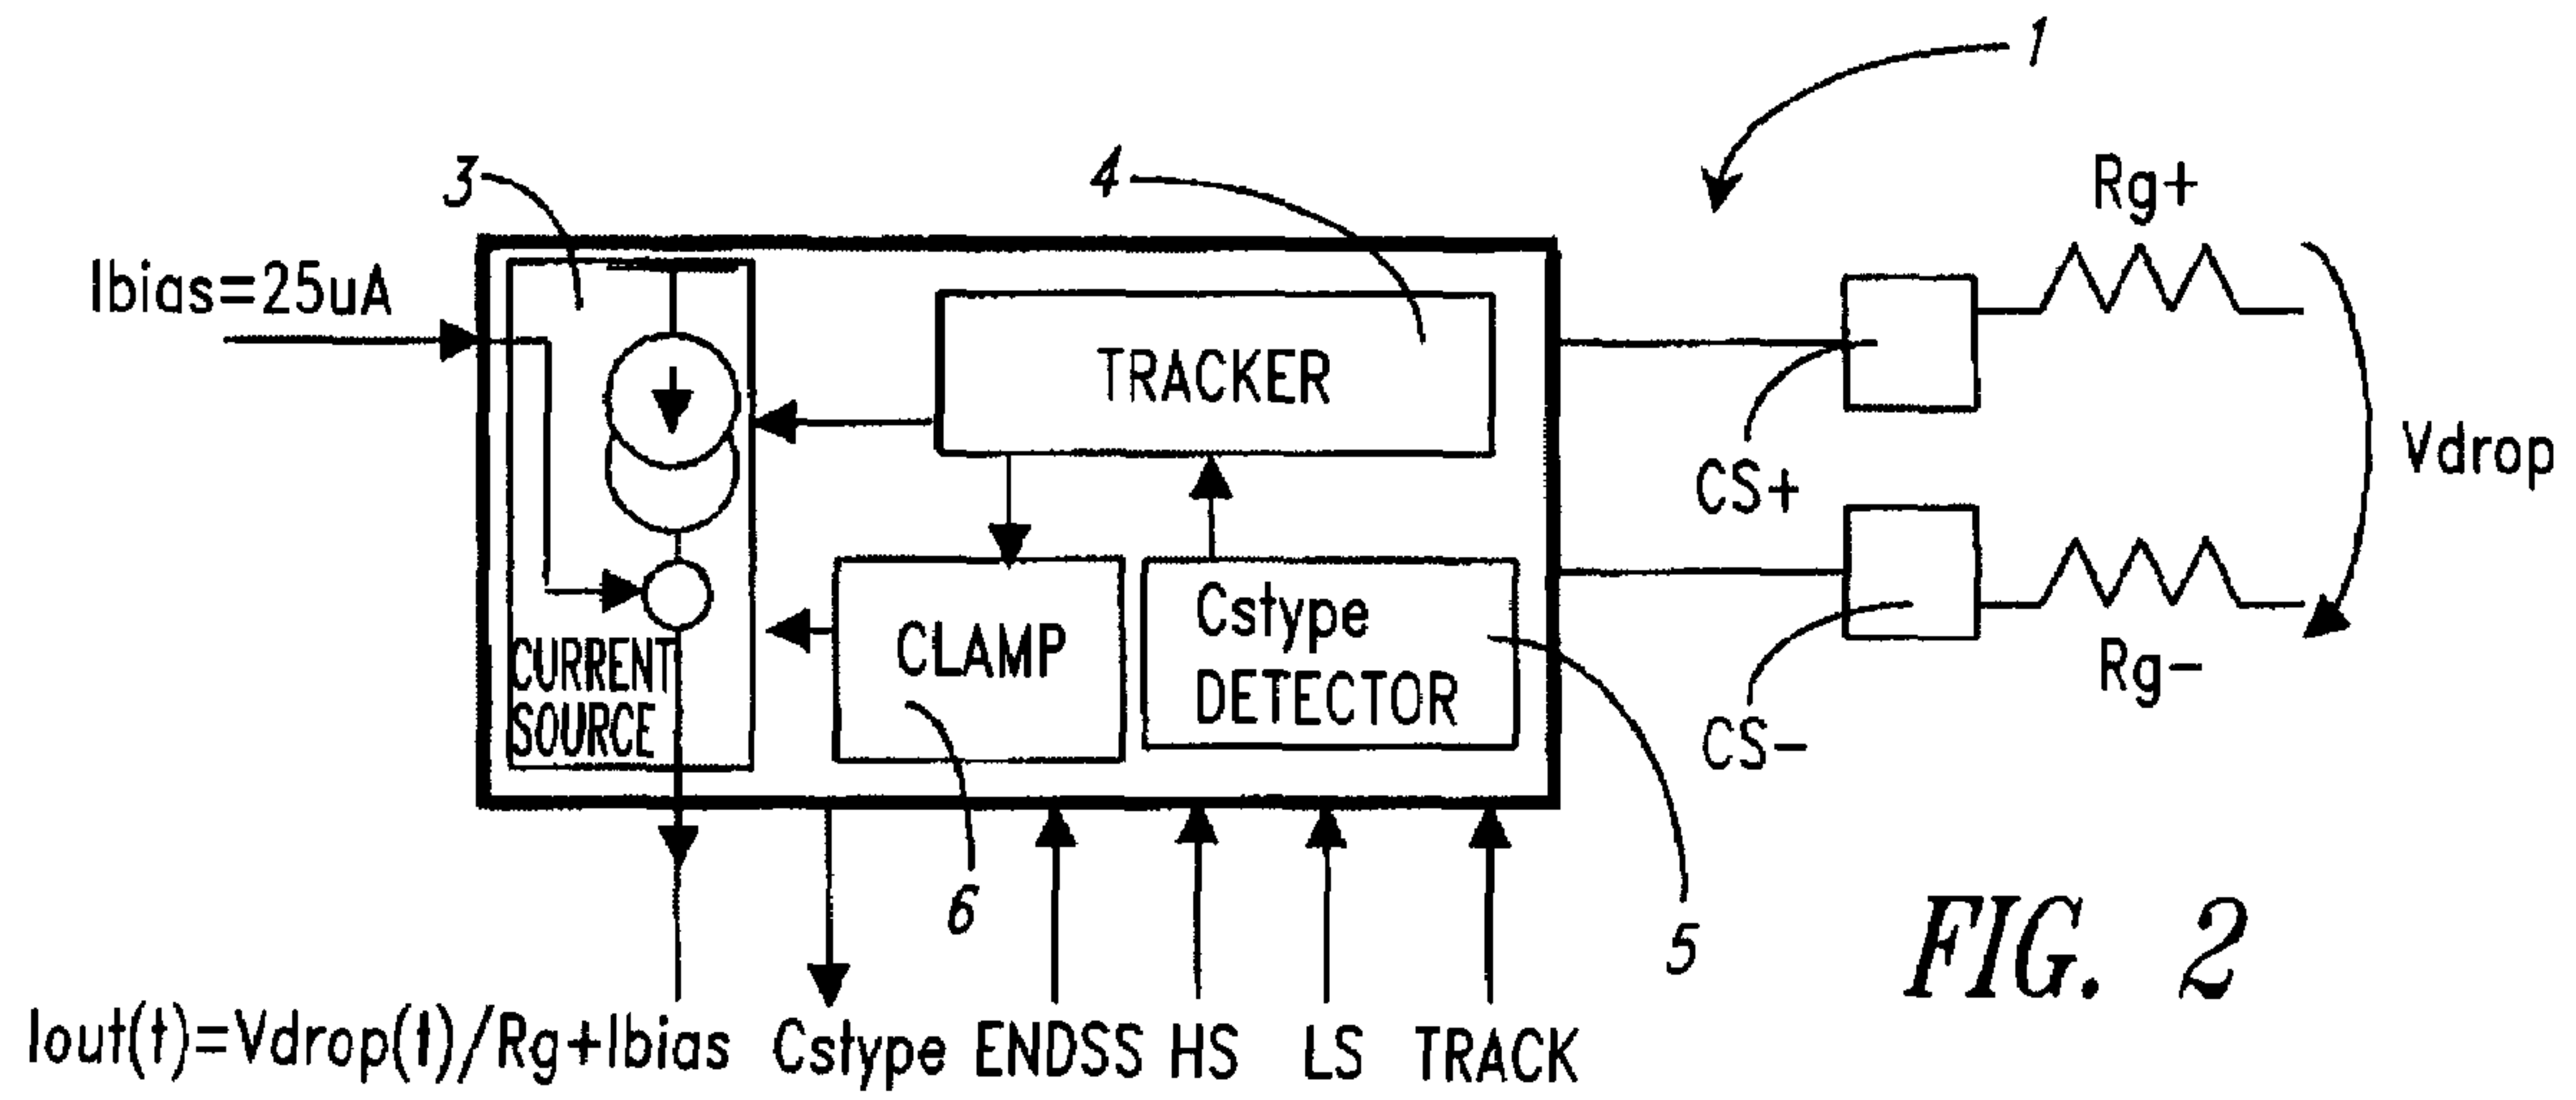 1
3
4
Rg+
Ibias=25uA
TRACKER
Vdrop
CS+
Cstype
DETECTOR
CLAMP
CURRENT
SOURCE
Rg-
CS-
6
5
FIG. 2
Iout(t)=Vdrop(t)/Rg+Ibias
Cstype
ENDSS
HS
LS
TRACK